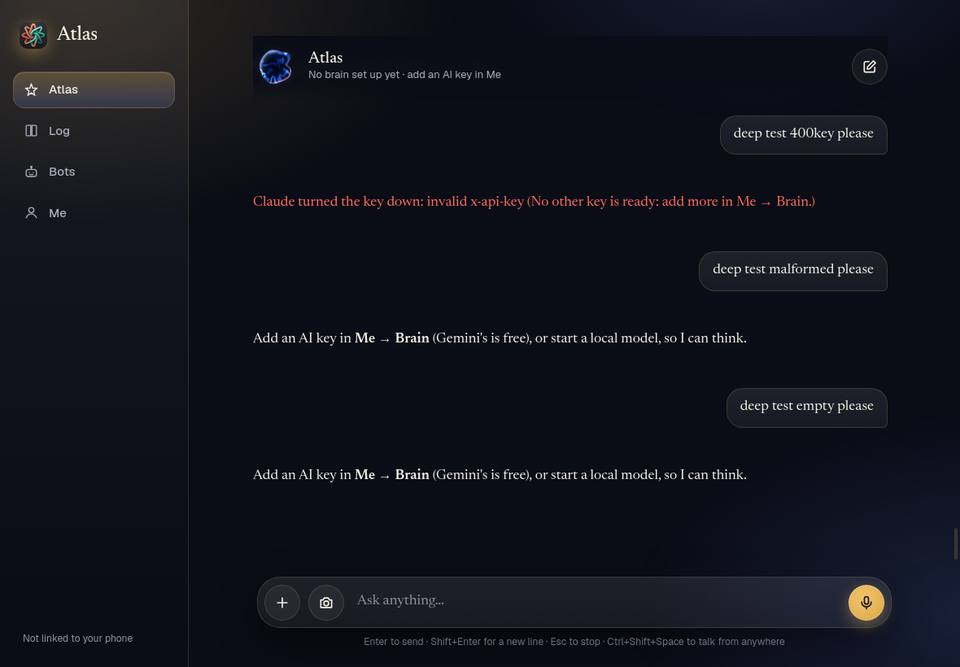 Atlas
Atlas
Log
Bots
Me
Not linked to your phone
Atlas
No brain set up yet · add an AI key in Me
deep test 400key please
Claude turned the key down: invalid x-api-key (No other key is ready: add more in Me → Brain.)
deep test malformed please
Add an AI key in Me → Brain (Gemini's is free), or start a local model, so I can think.
deep test empty please
Add an AI key in Me → Brain (Gemini's is free), or start a local model, so I can think.
Ask anything...
Enter to send · Shift+Enter for a new line · Esc to stop · Ctrl+Shift+Space to talk from anywhere